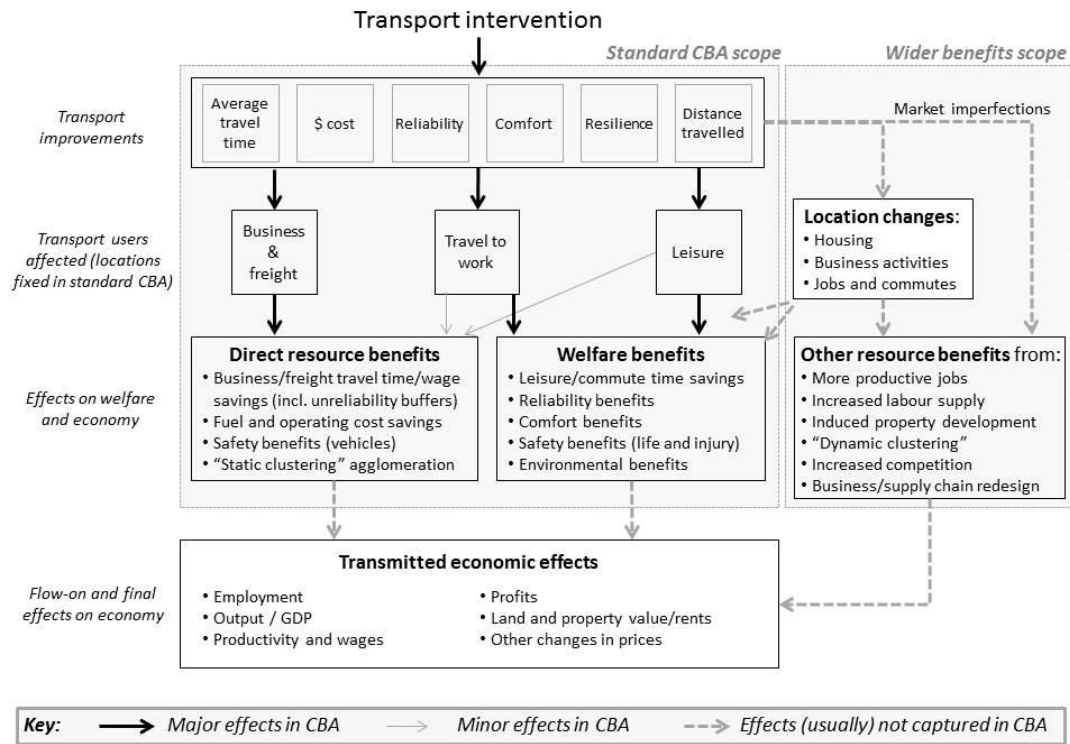 Transport intervention
Standard CBA scope
Wider benefits scope
Transport
improvements
Average
travel
time
$ cost
Reliability
Comfort
Resilience
Distance
travelled
Market imperfections
Transport users
affected (locations
fixed in standard CBA)
Business
&
freight
Travel to
work
Leisure
Location changes:
• Housing
• Business activities
• Jobs and commutes
Effects on welfare
and economy
Direct resource benefits
• Business/freight travel time/wage
savings (incl. unreliability buffers)
• Fuel and operating cost savings
• Safety benefits (vehicles)
• “Static clustering” agglomeration
Welfare benefits
• Leisure/commute time savings
• Reliability benefits
• Comfort benefits
• Safety benefits (life and injury)
• Environmental benefits
Other resource benefits from:
• More productive jobs
• Increased labour supply
• Induced property development
• “Dynamic clustering”
• Increased competition
• Business/supply chain redesign
Flow-on and final
effects on economy
Transmitted economic effects
• Employment
• Output / GDP
• Productivity and wages
• Profits
• Land and property value/rents
• Other changes in prices
Key:
Major effects in CBA
Minor effects in CBA
Effects (usually) not captured in CBA